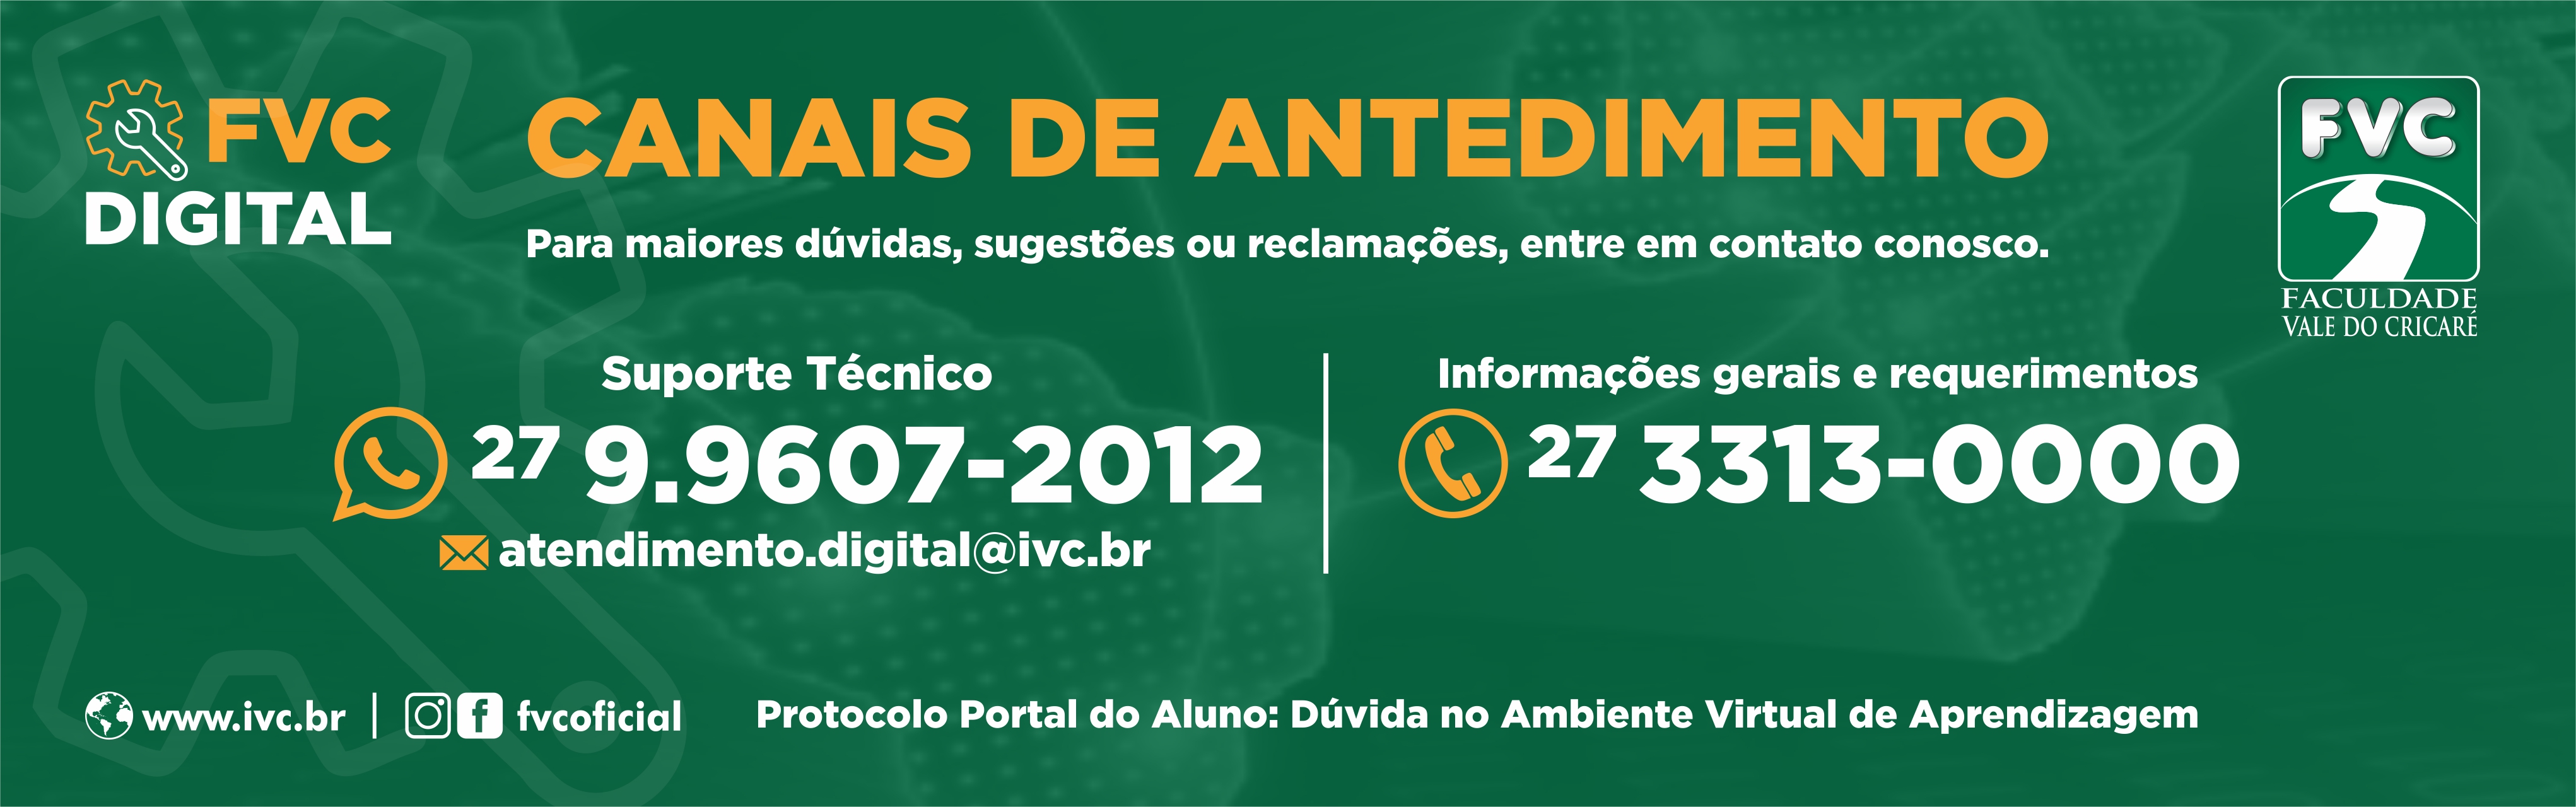 FVC
DIGITAL
CANAIS DE ANTEDIMENTO
Para maiores dúvidas, sugestões ou reclamações, entre em contato conosco.
FVC
FACULDADE
VALE DO CRICARÉ
Suporte Técnico
27 9.9607-2012
atendimento.digital@ivc.br
Informações gerais e requerimentos
27 3313-0000
www.ivc.br | fvcoficial
Protocolo Portal do Aluno: Dúvida no Ambiente Virtual de Aprendizagem